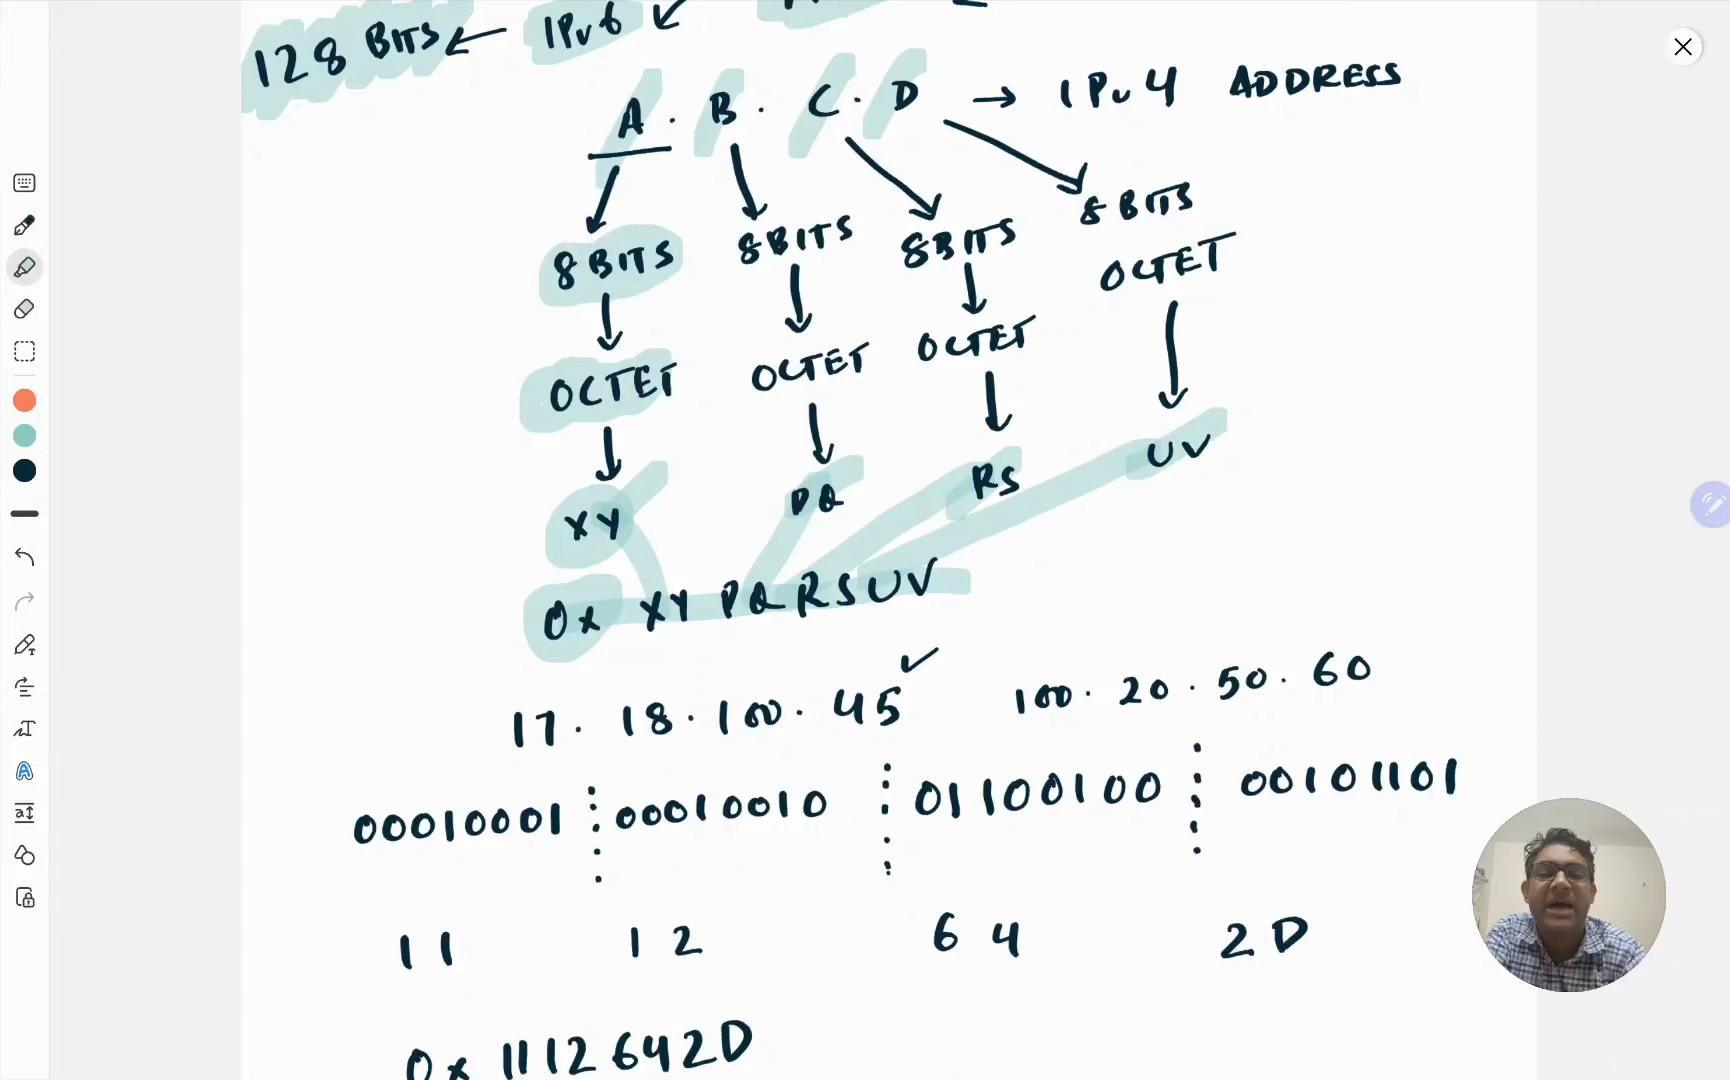 128 BITS ← IPv6 ↙
A . B . C . D → IPv4 ADDRESS
8 BITS 8 BITS 8 BITS 8 BITS
OCTET OCTET OCTET OCTET
XY PQ RS UV
0x XY PQ RS UV
17 . 18 . 100 . 45 ✓ 100 . 20 . 50 . 60
00010001 00010010 01100100 00101101
11 12 64 2D
0x 1112642D